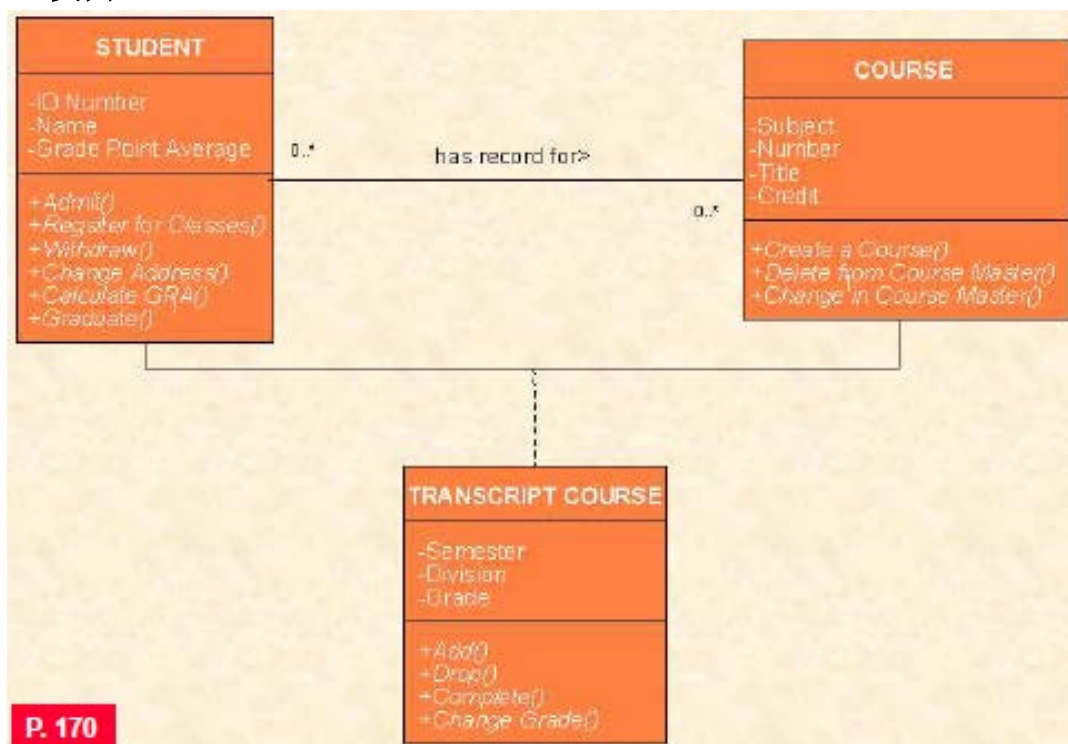 STUDENT
-ID Number
-Name
-Grade Point Average
+Admit()
+Register for Classes()
+Withdraw()
+Change Address()
+Calculate GRA()
+Graduate()
0..*
has record for>
0..*
COURSE
-Subject
-Number
-Title
-Credit
+Create a Course()
+Delete from Course Master()
+Change in Course Master()
TRANSCRIPT COURSE
-Semester
-Division
-Grade
+Add()
+Drop()
+Complete()
+Change Grade()
P. 170